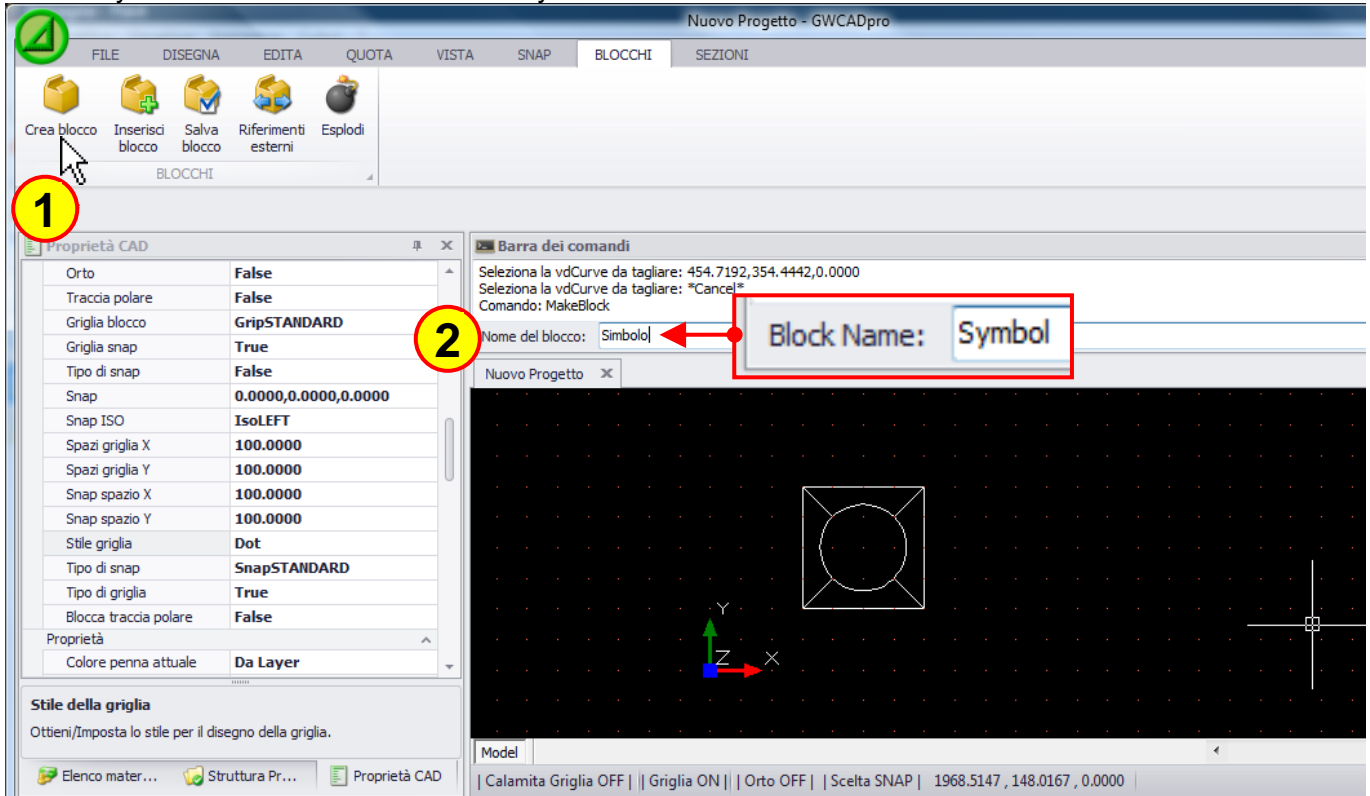 Nuovo Progetto - GWCADpro
FILE DISEGNA EDITA QUOTA VISTA SNAP BLOCCHI SEZIONI
Crea blocco Inserisci blocco Salva blocco Riferimenti esterni Esplodi
BLOCCHI
1
Proprietà CAD
Orto False
Traccia polare False
Griglia blocco GripSTANDARD
Griglia snap True
Tipo di snap False
Snap 0.0000,0.0000,0.0000
Snap ISO IsoLEFT
Spazi griglia X 100.0000
Spazi griglia Y 100.0000
Snap spazio X 100.0000
Snap spazio Y 100.0000
Stile griglia Dot
Tipo di snap SnapSTANDARD
Tipo di griglia True
Blocca traccia polare False
Proprietà
Colore penna attuale Da Layer
Stile della griglia
Ottieni/Imposta lo stile per il disegno della griglia.
Elenco mater... Struttura Pr... Proprietà CAD
Barra dei comandi
Seleziona la vdCurve da tagliare: 454.7192,354.4442,0.0000
Seleziona la vdCurve da tagliare: *Cancel*
Comando: MakeBlock
2
Nome del blocco: Simbolo
Block Name: Symbol
Nuovo Progetto
Y
Z X
Model
| Calamita Griglia OFF | | Griglia ON | | Orto OFF | | Scelta SNAP | 1968.5147 , 148.0167 , 0.0000